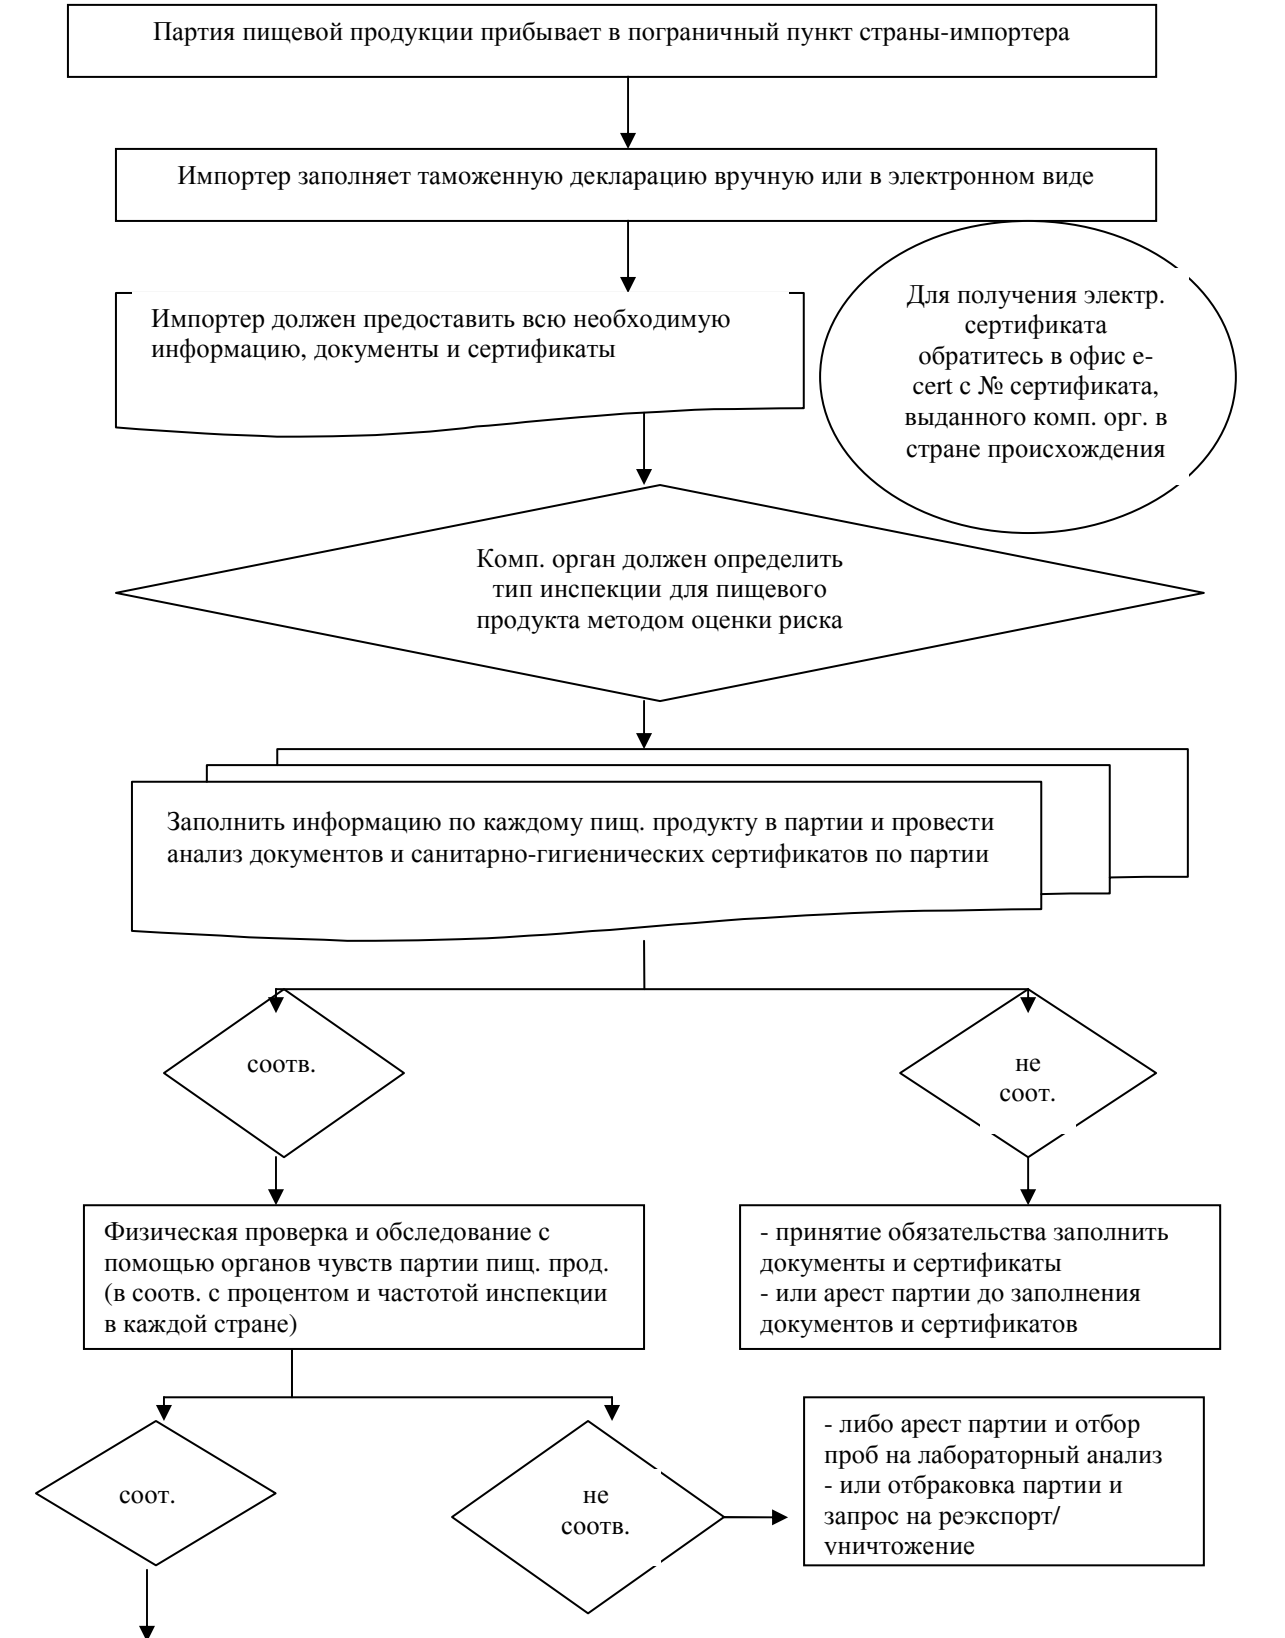 Партия пищевой продукции прибывает в пограничный пункт страны-импортера
Импортер заполняет таможенную декларацию вручную или в электронном виде
Импортер должен предоставить всю необходимую
информацию, документы и сертификаты
Для получения электр.
сертификата
обратитесь в офис e-
cert с № сертификата,
выданного комп. орг. в
стране происхождения
Комп. орган должен определить
тип инспекции для пищевого
продукта методом оценки риска
Заполнить информацию по каждому пищ. продукту в партии и провести
анализ документов и санитарно-гигиенических сертификатов по партии
соотв.
не
соот.
Физическая проверка и обследование с
помощью органов чувств партии пищ. прод.
(в соотв. с процентом и частотой инспекции
в каждой стране)
- принятие обязательства заполнить
документы и сертификаты
- или арест партии до заполнения
документов и сертификатов
соот.
не
соотв.
- либо арест партии и отбор
проб на лабораторный анализ
- или отбраковка партии и
запрос на реэкспорт/
уничтожение